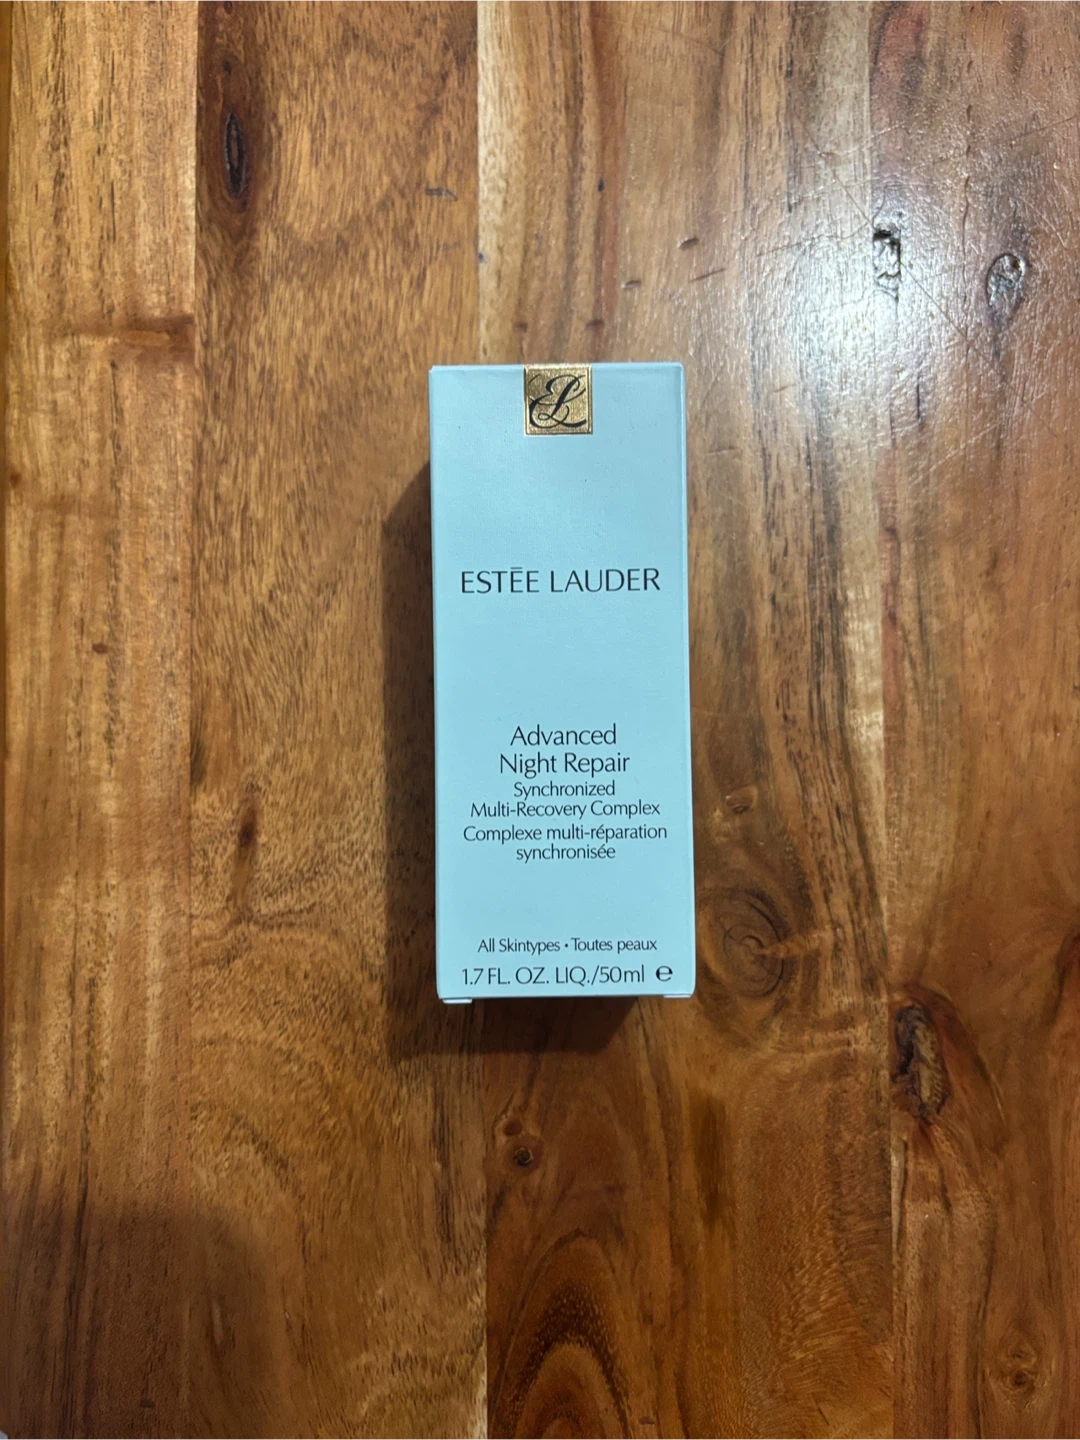 EL
ESTĒE LAUDER
Advanced
Night Repair
Synchronized
Multi-Recovery Complex
Complexe multi-réparation
synchronisée
All Skintypes • Toutes peaux
1.7 FL. OZ. LIQ./50ml ℮